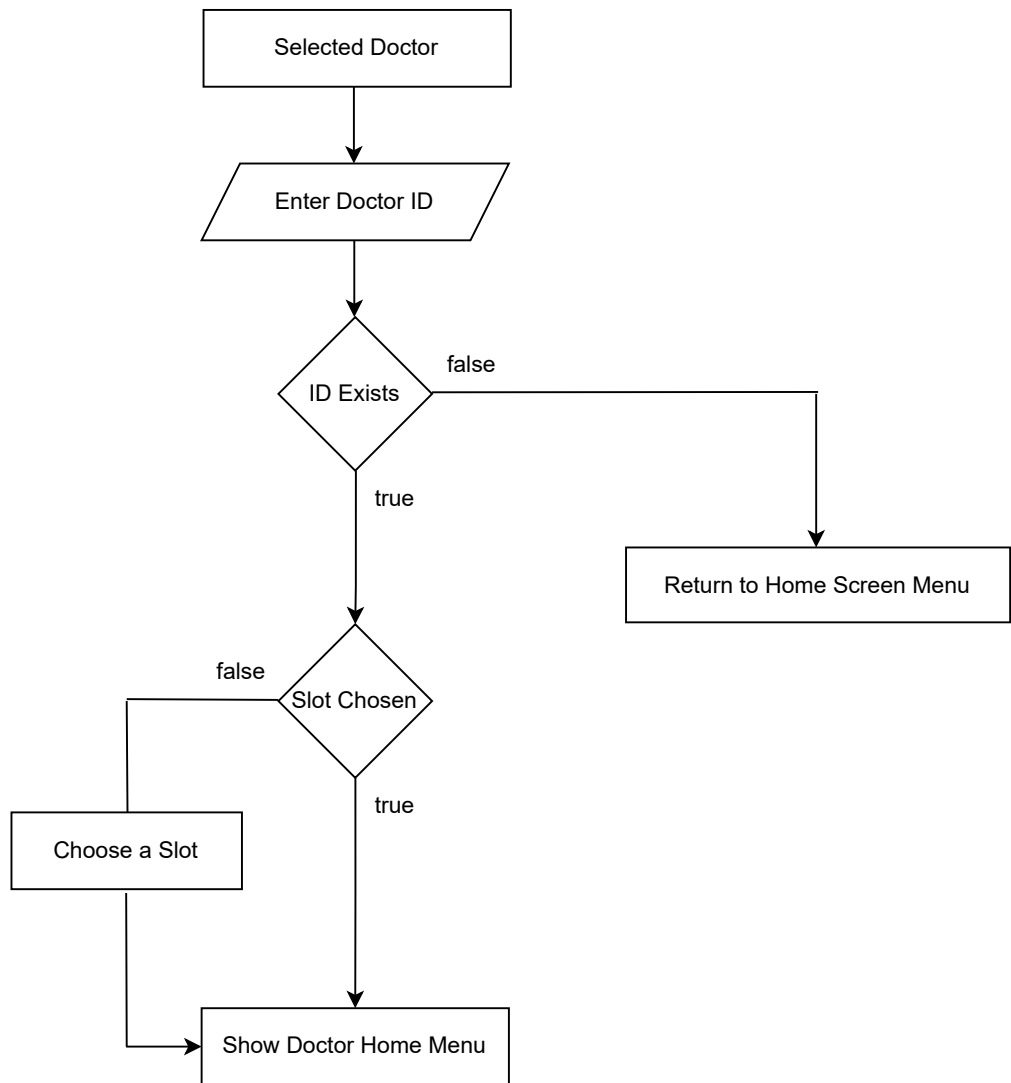 Selected Doctor
Enter Doctor ID
false
ID Exists
true
Return to Home Screen Menu
false
Slot Chosen
true
Choose a Slot
Show Doctor Home Menu